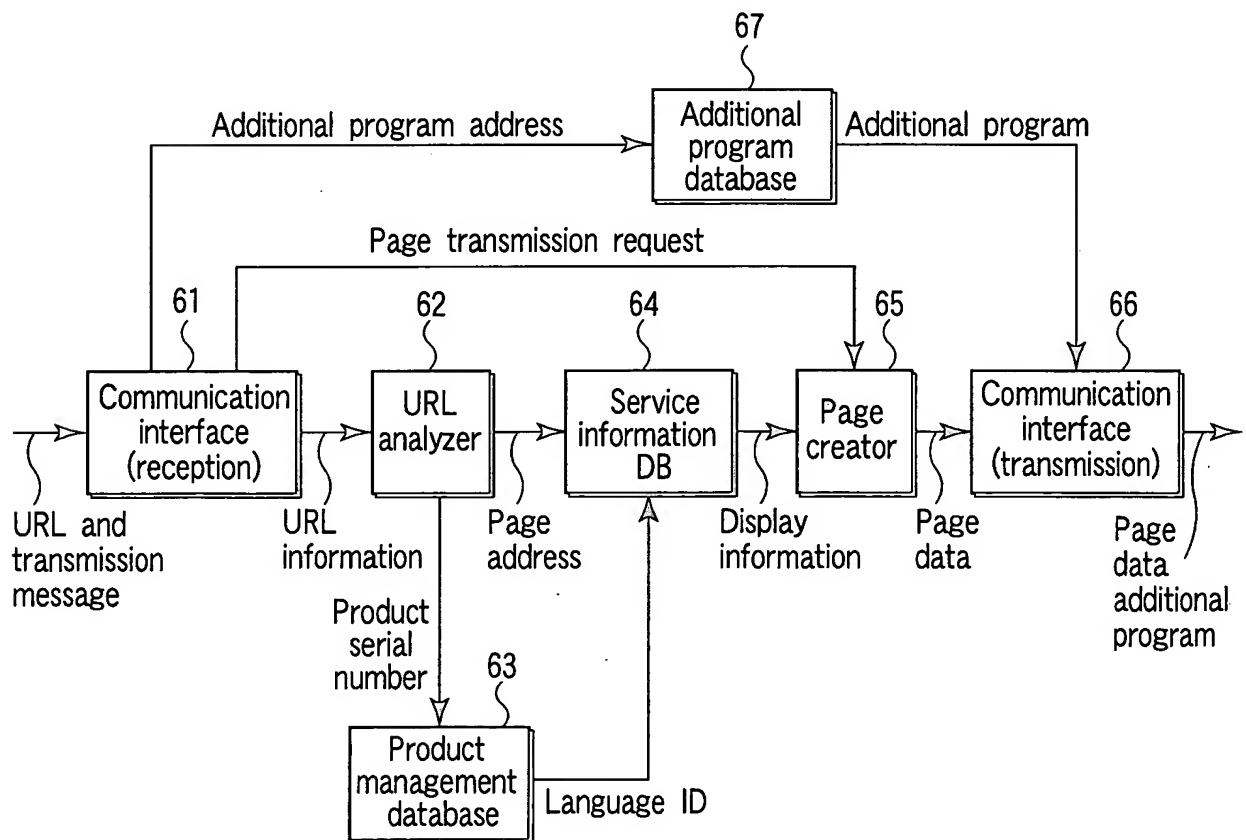 67
Additional program address
Additional
program
database
Additional program
Page transmission request
61
62
64
65
66
Communication
interface
(reception)
URL
analyzer
Service
information
DB
Page
creator
Communication
interface
(transmission)
URL and
transmission
message
URL
information
Page
address
Display
information
Page
data
Page
data
additional
program
Product
serial
number
63
Product
management
database
Language ID